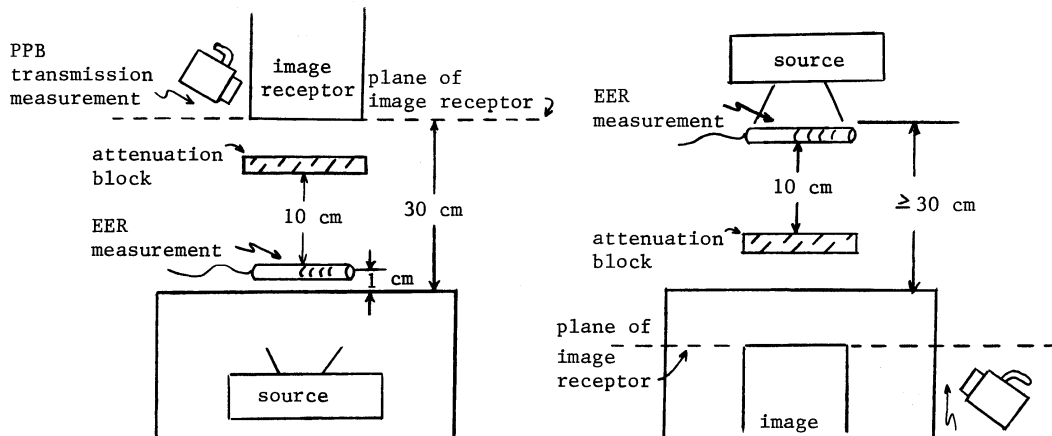 PPB
transmission
measurement
image
receptor
plane of
image receptor
attenuation
block
10 cm
30 cm
EER
measurement
1 cm
source
source
EER
measurement
10 cm
≥ 30 cm
attenuation
block
plane of
image
receptor
image